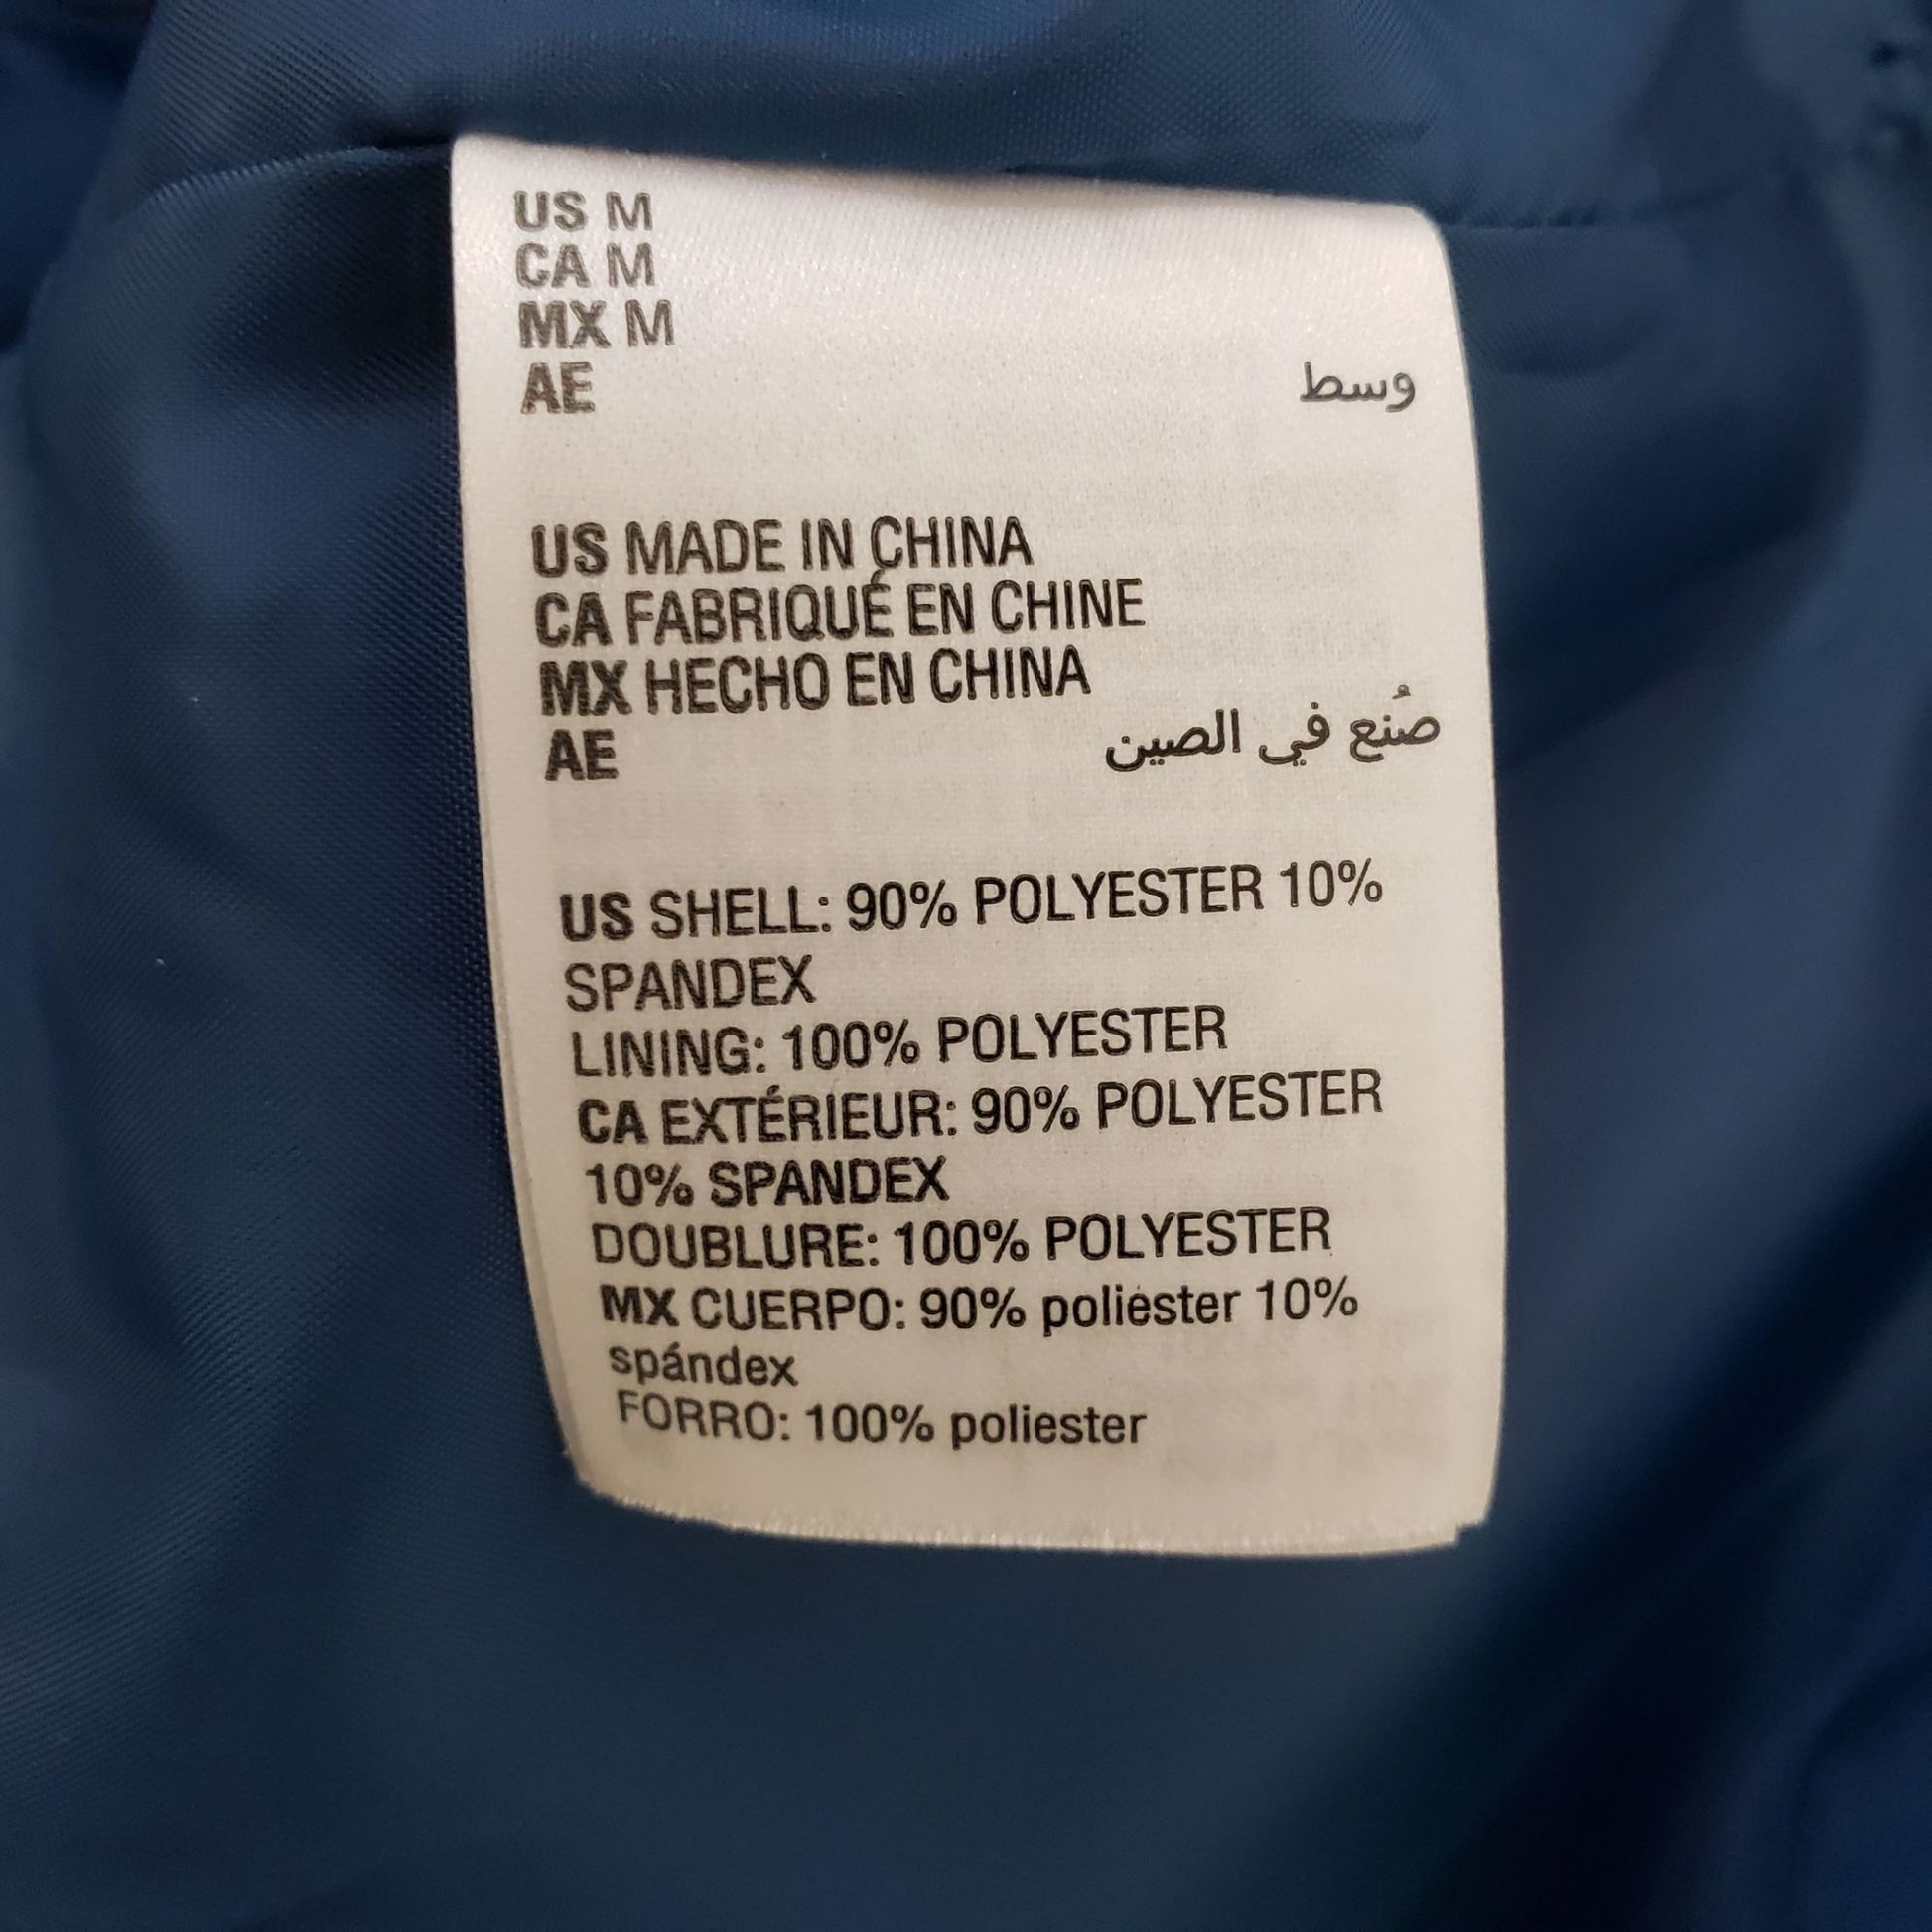 US M
CA M
MX M
AE وسط
US MADE IN CHINA
CA FABRIQUÉ EN CHINE
MX HECHO EN CHINA
AE صُنع في الصين
US SHELL: 90% POLYESTER 10%
SPANDEX
LINING: 100% POLYESTER
CA EXTÉRIEUR: 90% POLYESTER
10% SPANDEX
DOUBLURE: 100% POLYESTER
MX CUERPO: 90% poliéster 10%
spándex
FORRO: 100% poliester